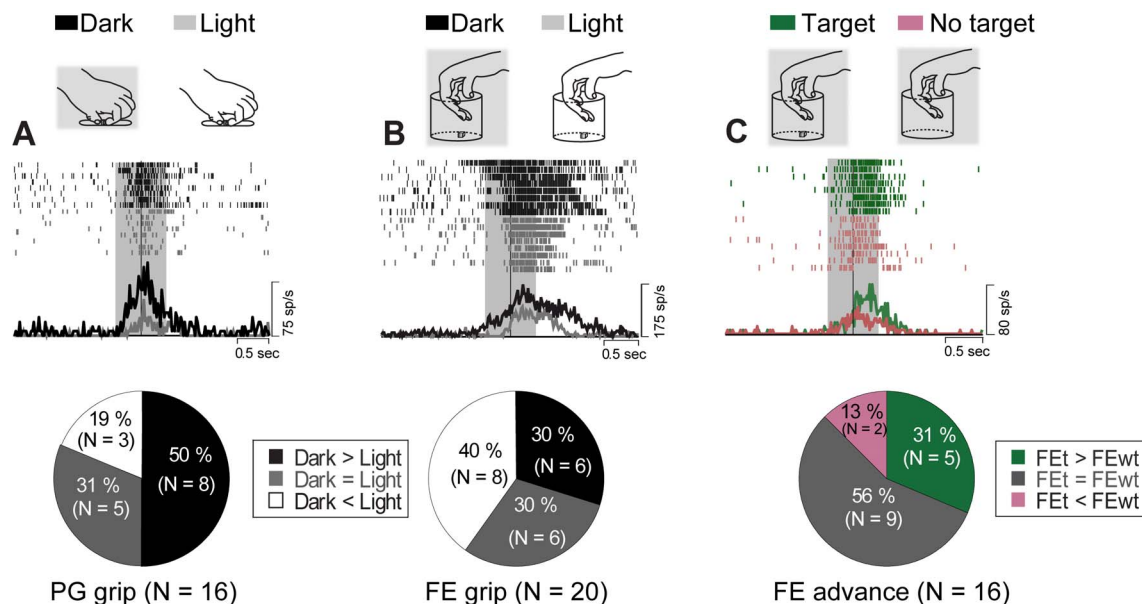 Dark Light
Dark Light
Target No target
A
B
C
75 sp/s
0.5 sec
175 sp/s
0.5 sec
80 sp/s
0.5 sec
19 %
(N = 3)
50 %
(N = 8)
31 %
(N = 5)
Dark > Light
Dark = Light
Dark < Light
40 %
(N = 8)
30 %
(N = 6)
30 %
(N = 6)
13 %
(N = 2)
31 %
(N = 5)
56 %
(N = 9)
FEt > FEwt
FEt = FEwt
FEt < FEwt
PG grip (N = 16)
FE grip (N = 20)
FE advance (N = 16)